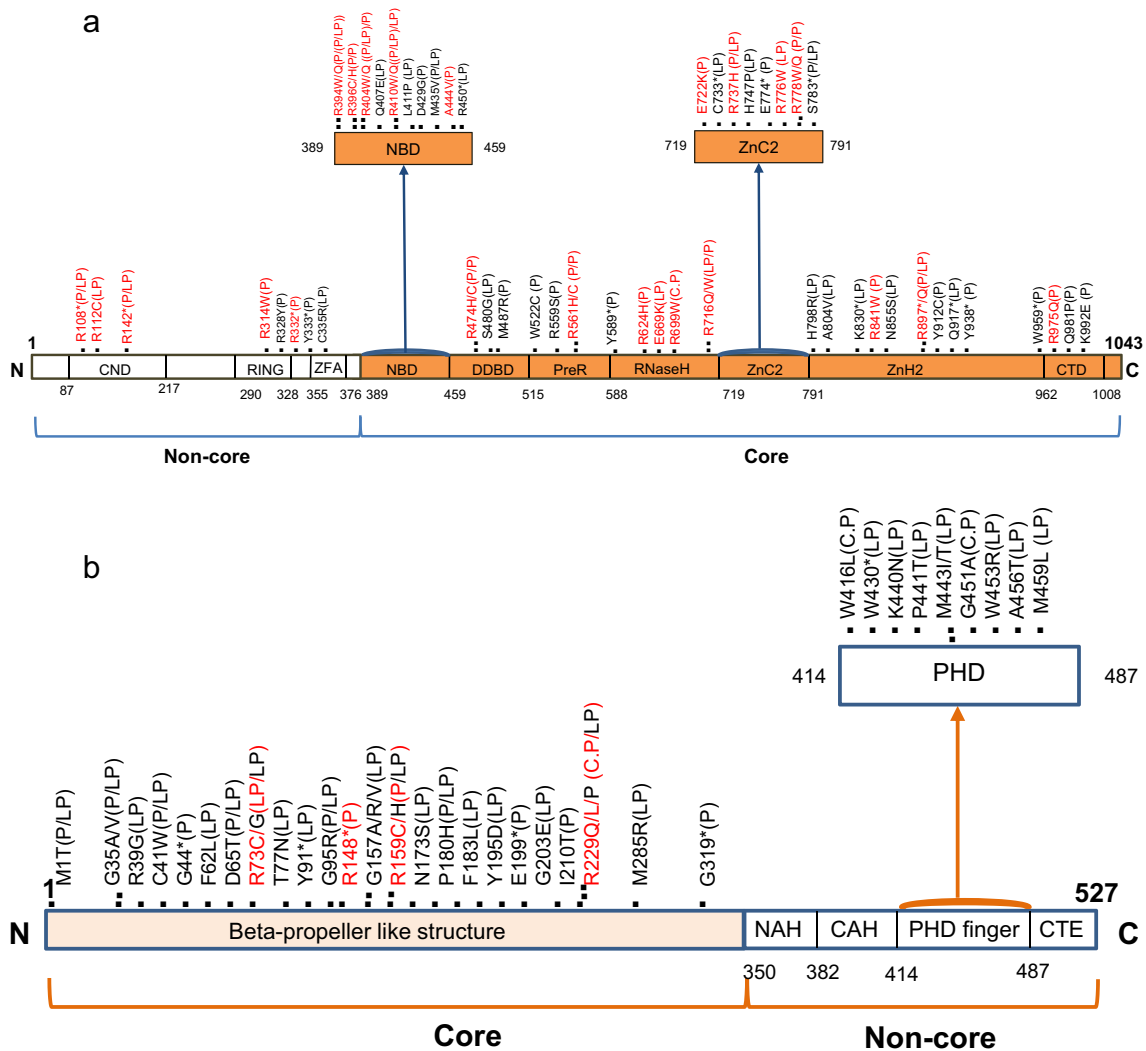 a
R394W/Q(P/(P/LP))
R396C/H(P/P)
R404W/Q ((P/LP)/P)
Q407E(LP)
R410W/Q((P/LP)/LP)
L411P (LP)
D429G(P)
M435V(P/LP)
A444V(P)
R450*(LP)
389
NBD
459
E722K(P)
C733*(LP)
R737H (P/LP)
H747P(LP)
E774* (P)
R776W (LP)
R778W/Q (P/P)
S783*(P/LP)
719
ZnC2
791
R108*(P/LP)
R112C(LP)
R142*(P/LP)
R314W(P)
R328Y(P)
R332*(P)
Y333*(P)
C335R(LP)
R474H/C(P/P)
S480G(LP)
M487R(P)
W522C (P)
R559S(P)
R561H/C (P/P)
Y589*(P)
R624H(P)
E669K(LP)
R699W(C.P)
R716Q/W(LP/P)
H798R(LP)
A804V(LP)
K830*(LP)
R841W (P)
N855S(LP)
R897*/Q(P/LP)
Y912C(P)
Q917*(LP)
Y938* (P)
W959*(P)
R975Q(P)
Q981P(P)
K992E (P)
1
1043
N
CND
RING
ZFA
NBD
DDBD
PreR
RNaseH
ZnC2
ZnH2
CTD
C
87
217
290
328
355
376
389
459
515
588
719
791
962
1008
Non-core
Core
b
W416L(C.P)
W430*(LP)
K440N(LP)
P441T(LP)
M443I/T(LP)
G451A(C.P)
W453R(LP)
A456T(LP)
M459L (LP)
414
PHD
487
M1T(P/LP)
G35A/V(P/LP)
R39G(LP)
C41W(P/LP)
G44*(P)
F62L(LP)
D65T(P/LP)
R73C/G(LP/LP)
T77N(LP)
Y91*(LP)
G95R(P/LP)
R148*(P)
G157A/R/V(LP)
R159C/H(P/LP)
N173S(LP)
P180H(P/LP)
F183L(LP)
Y195D(LP)
E199*(P)
G203E(LP)
I210T(P)
R229Q/L/P (C.P/LP)
M285R(LP)
G319*(P)
1
527
N
Beta-propeller like structure
NAH
CAH
PHD finger
CTE
C
350
382
414
487
Core
Non-core